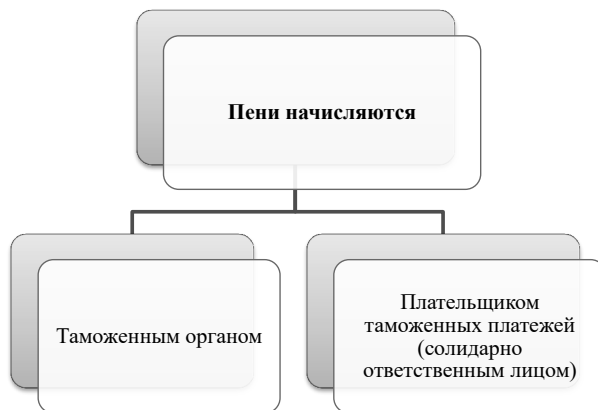 Пени начисляются
Таможенным органом
Плательщиком
таможенных платежей
(солидарно
ответственным лицом)